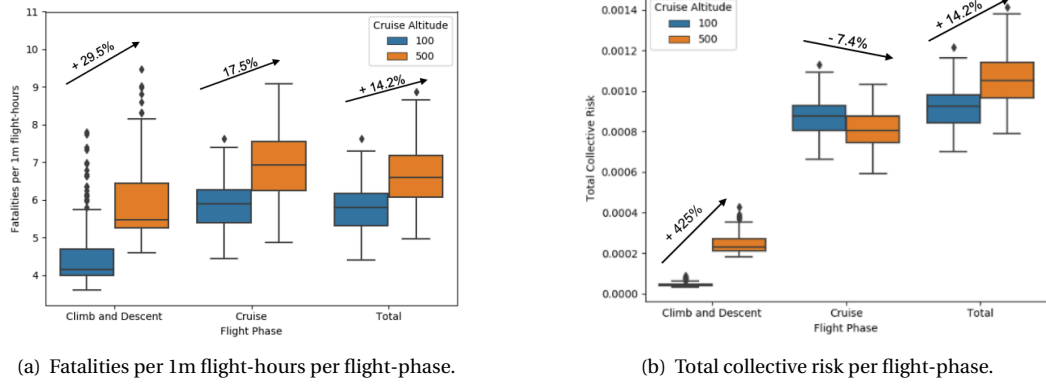 11
10
9
8
7
6
5
4
Fatalities per 1m flight-hours
+ 29.5%
17.5%
+ 14.2%
Cruise Altitude
100
500
Climb and Descent
Cruise
Total
Flight Phase
(a) Fatalities per 1m flight-hours per flight-phase.
0.0014
0.0012
0.0010
0.0008
0.0006
0.0004
0.0002
0.0000
Total Collective Risk
Cruise Altitude
100
500
+ 425%
- 7.4%
+ 14.2%
Climb and Descent
Cruise
Total
Flight Phase
(b) Total collective risk per flight-phase.